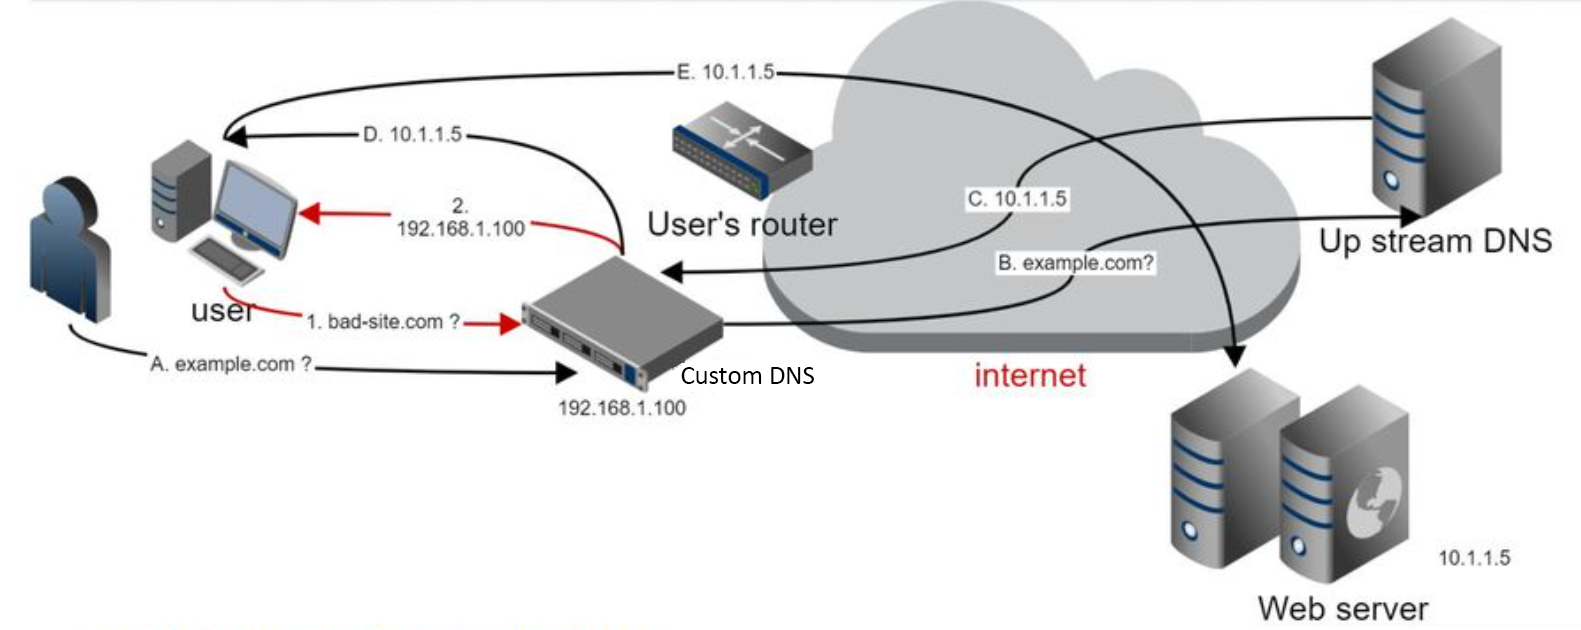 E. 10.1.1.5
D. 10.1.1.5
2.
192.168.1.100
User's router
C. 10.1.1.5
Up stream DNS
B. example.com?
user
1. bad-site.com ?
A. example.com ?
Custom DNS
internet
192.168.1.100
10.1.1.5
Web server